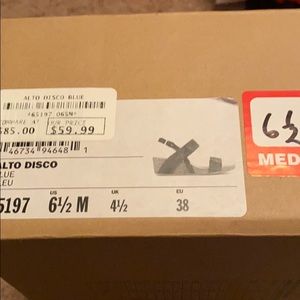 ALTO DISCO BLUE
*65197 065M*
COMPARE AT OUR PRICE
$85.00 $59.99
46734 94648 1
ALTO DISCO
BLUE
BLEU
5197
US UK EU
6½ M 4½ 38
6½
MED